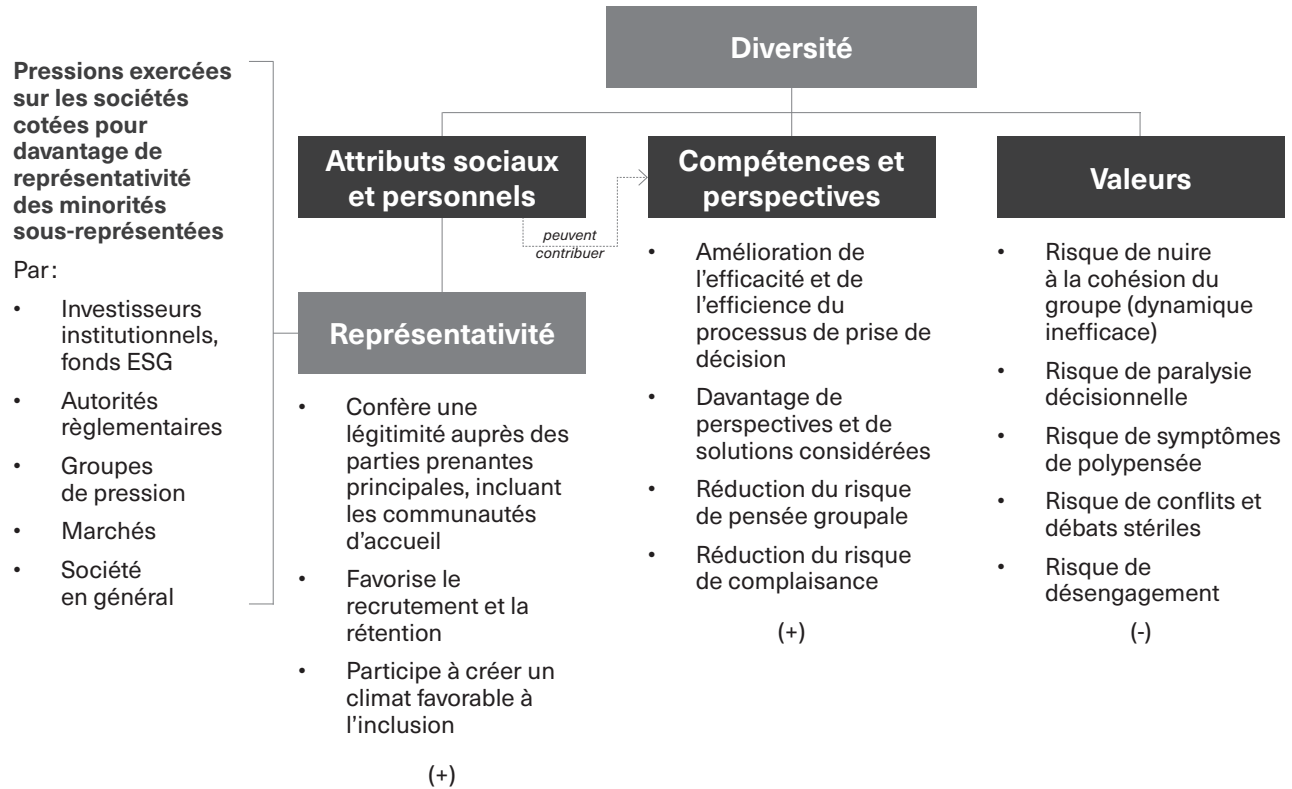 Diversité
Pressions exercées
sur les sociétés
cotées pour
davantage de
représentativité
des minorités
sous-représentées
Par :
• Investisseurs
institutionnels,
fonds ESG
• Autorités
règlementaires
• Groupes
de pression
• Marchés
• Société
en général
Attributs sociaux
et personnels
peuvent
contribuer
Représentativité
• Confère une
légitimité auprès des
parties prenantes
principales, incluant
les communautés
d'accueil
• Favorise le
recrutement et la
rétention
• Participe à créer un
climat favorable à
l'inclusion
(+)
Compétences et
perspectives
• Amélioration de
l'efficacité et de
l'efficience du
processus de prise de
décision
• Davantage de
perspectives et de
solutions considérées
• Réduction du risque
de pensée groupale
• Réduction du risque
de complaisance
(+)
Valeurs
• Risque de nuire
à la cohésion du
groupe (dynamique
inefficace)
• Risque de paralysie
décisionnelle
• Risque de symptômes
de polypensée
• Risque de conflits et
débats stériles
• Risque de
désengagement
(-)